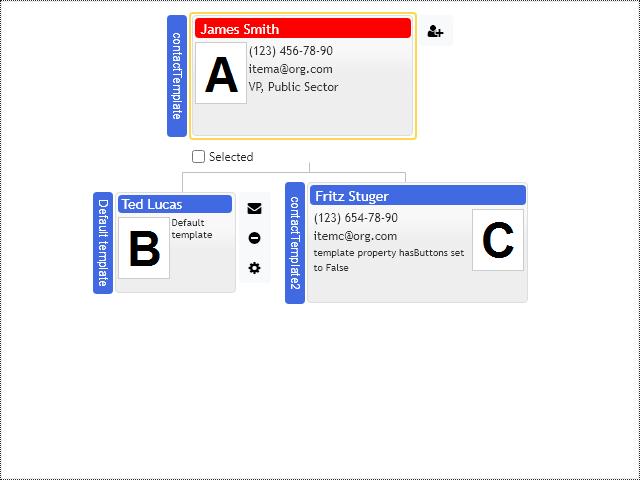 contactTemplate
James Smith
A
(123) 456-78-90
itema@org.com
VP, Public Sector
Selected
Default template
Ted Lucas
B
Default
template
contactTemplate2
Fritz Stuger
(123) 654-78-90
itemc@org.com
template property hasButtons set
to False
C